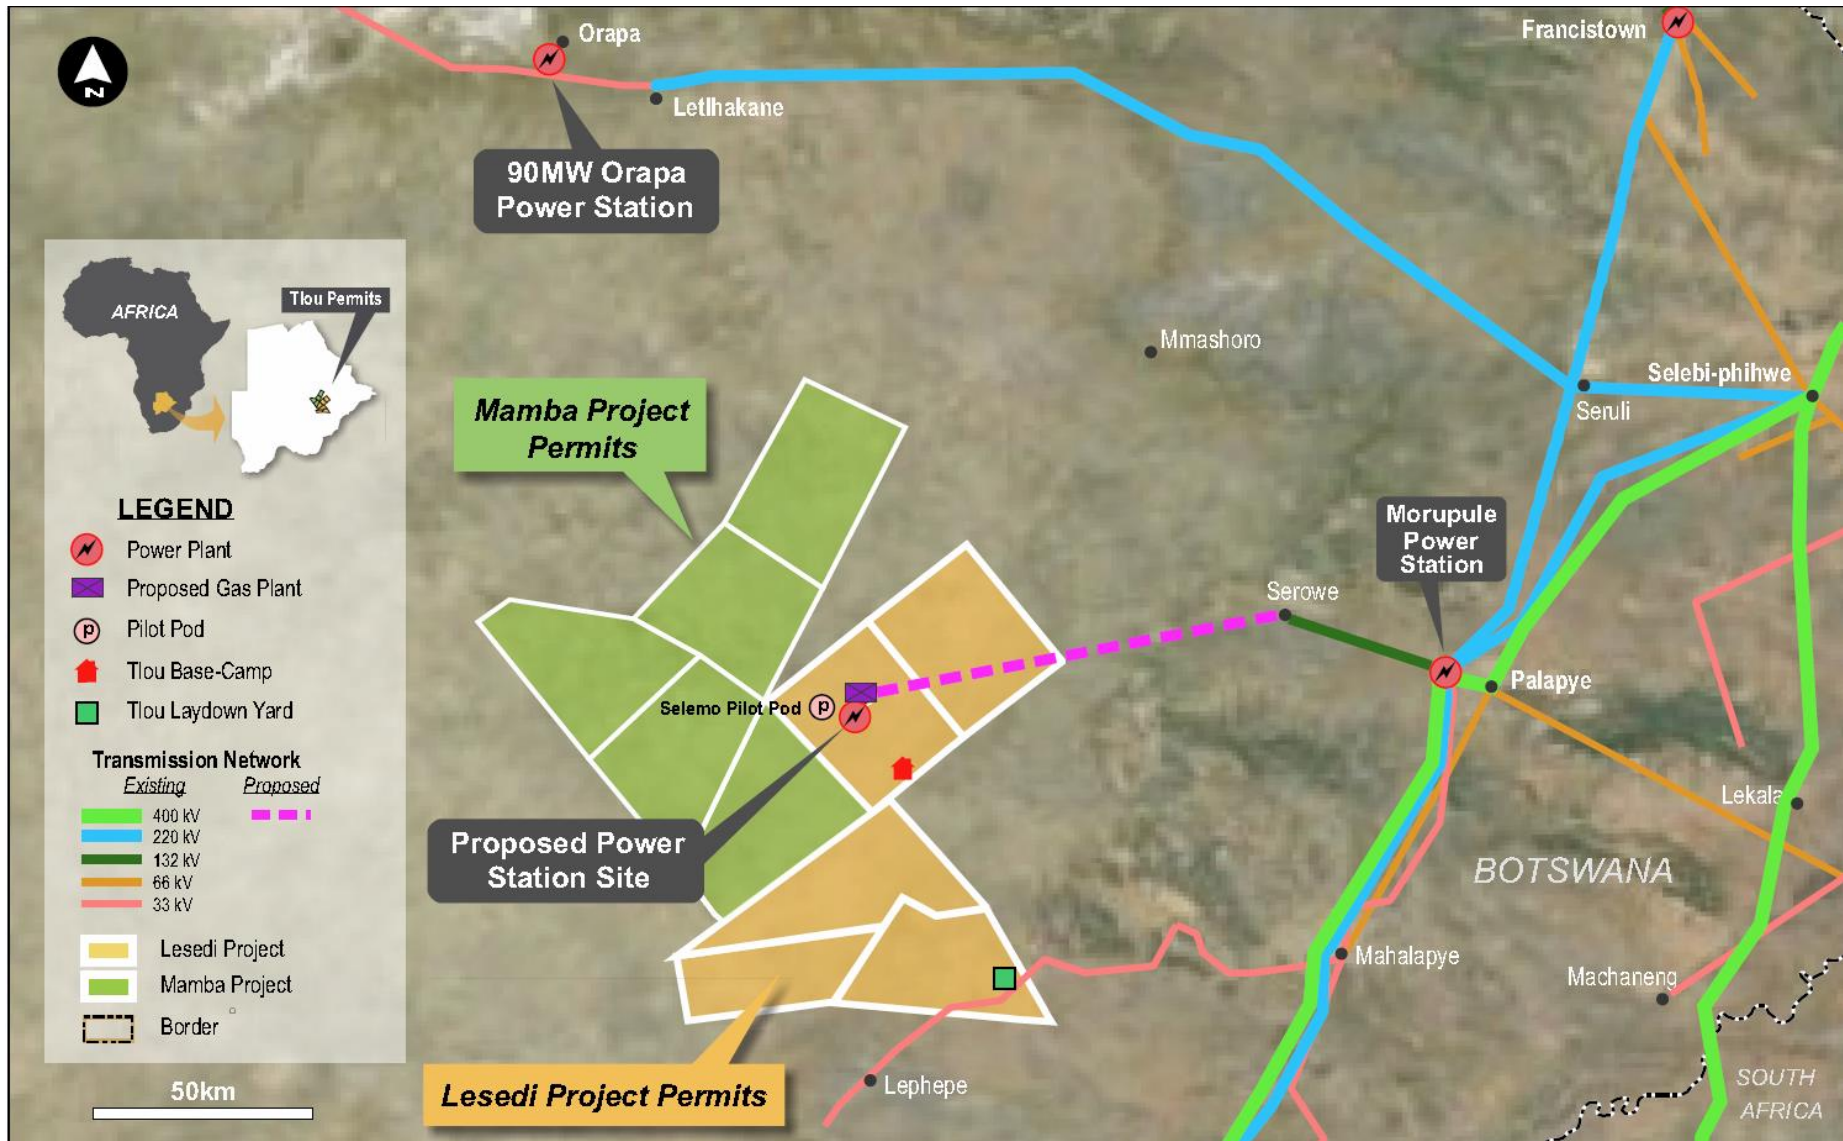 Orapa
Francistown
N
Letlhakane
90MW Orapa
Power Station
AFRICA
Tlou Permits
Mmashoro
Selebi-phihwe
Seruli
Mamba Project
Permits
LEGEND
Power Plant
Proposed Gas Plant
p
Pilot Pod
Tlou Base-Camp
Tlou Laydown Yard
Transmission Network
Existing
Proposed
400 kV
220 kV
132 kV
66 kV
33 kV
Lesedi Project
Mamba Project
Border
50km
Morupule
Power
Station
Serowe
Palapye
Selemo Pilot Pod
p
Proposed Power
Station Site
Lekala
BOTSWANA
Mahalapye
Machaneng
Lephepe
Lesedi Project Permits
SOUTH
AFRICA